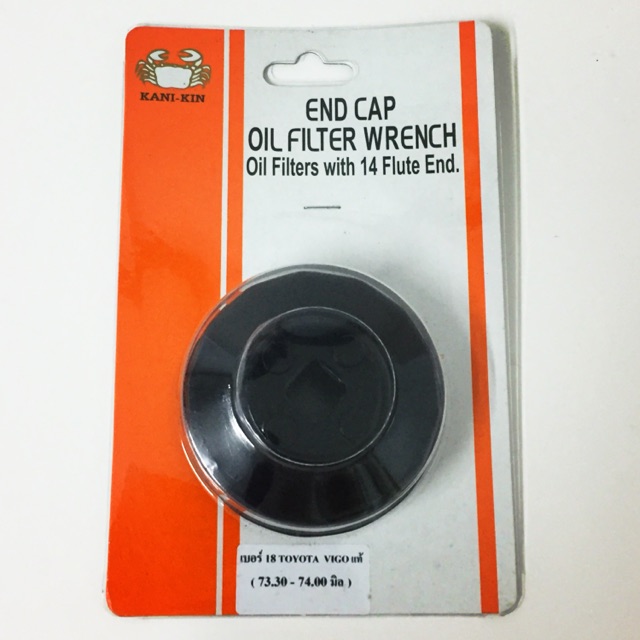 KANI-KIN
END CAP
OIL FILTER WRENCH
Oil Filters with 14 Flute End.
เบอร์ 18 TOYOTA VIGO แท้
( 73.30 - 74.00 มิล )